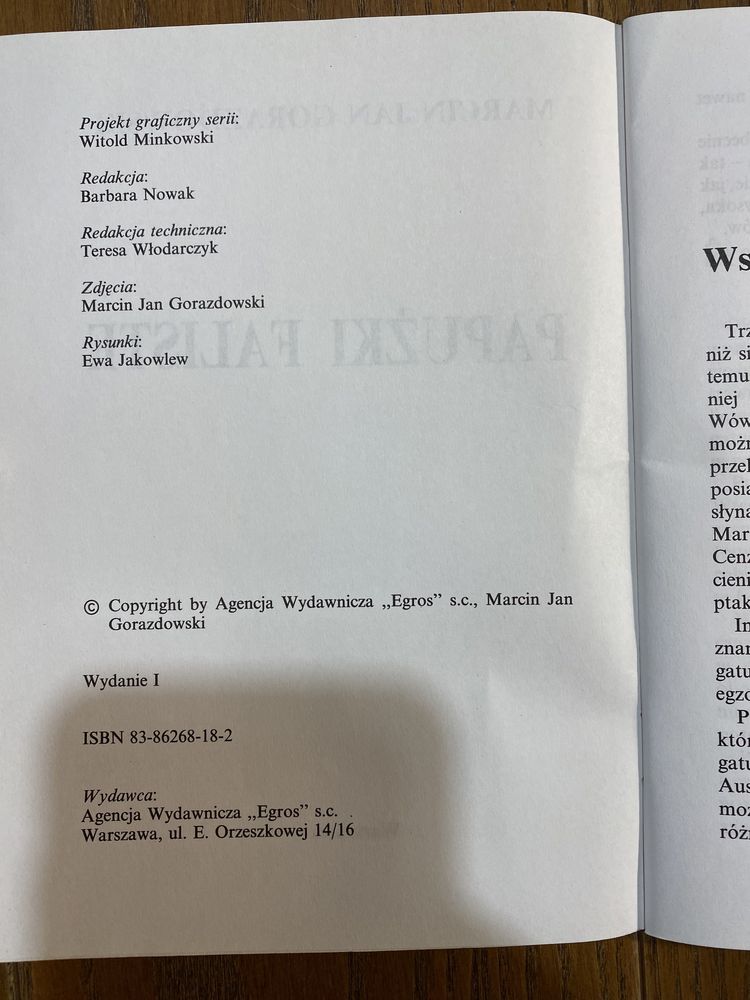 Projekt graficzny serii:
Witold Minkowski
Redakcja:
Barbara Nowak
Redakcja techniczna:
Teresa Włodarczyk
Zdjęcia:
Marcin Jan Gorazdowski
Rysunki:
Ewa Jakowlew
PAPUŻKI FALISTE
© Copyright by Agencja Wydawnicza „Egros” s.c., Marcin Jan
Gorazdowski
Wydanie I
ISBN 83-86268-18-2
Wydawca:
Agencja Wydawnicza „Egros” s.c.
Warszawa, ul. E. Orzeszkowej 14/16
Ws
Trz
niż si
temu
niej
Wów
możn
przel
posia
słyna
Mar
Cenz
cieni
ptak
In
znan
gatu
egzo
P
któr
gatu
Aus
moż
różn